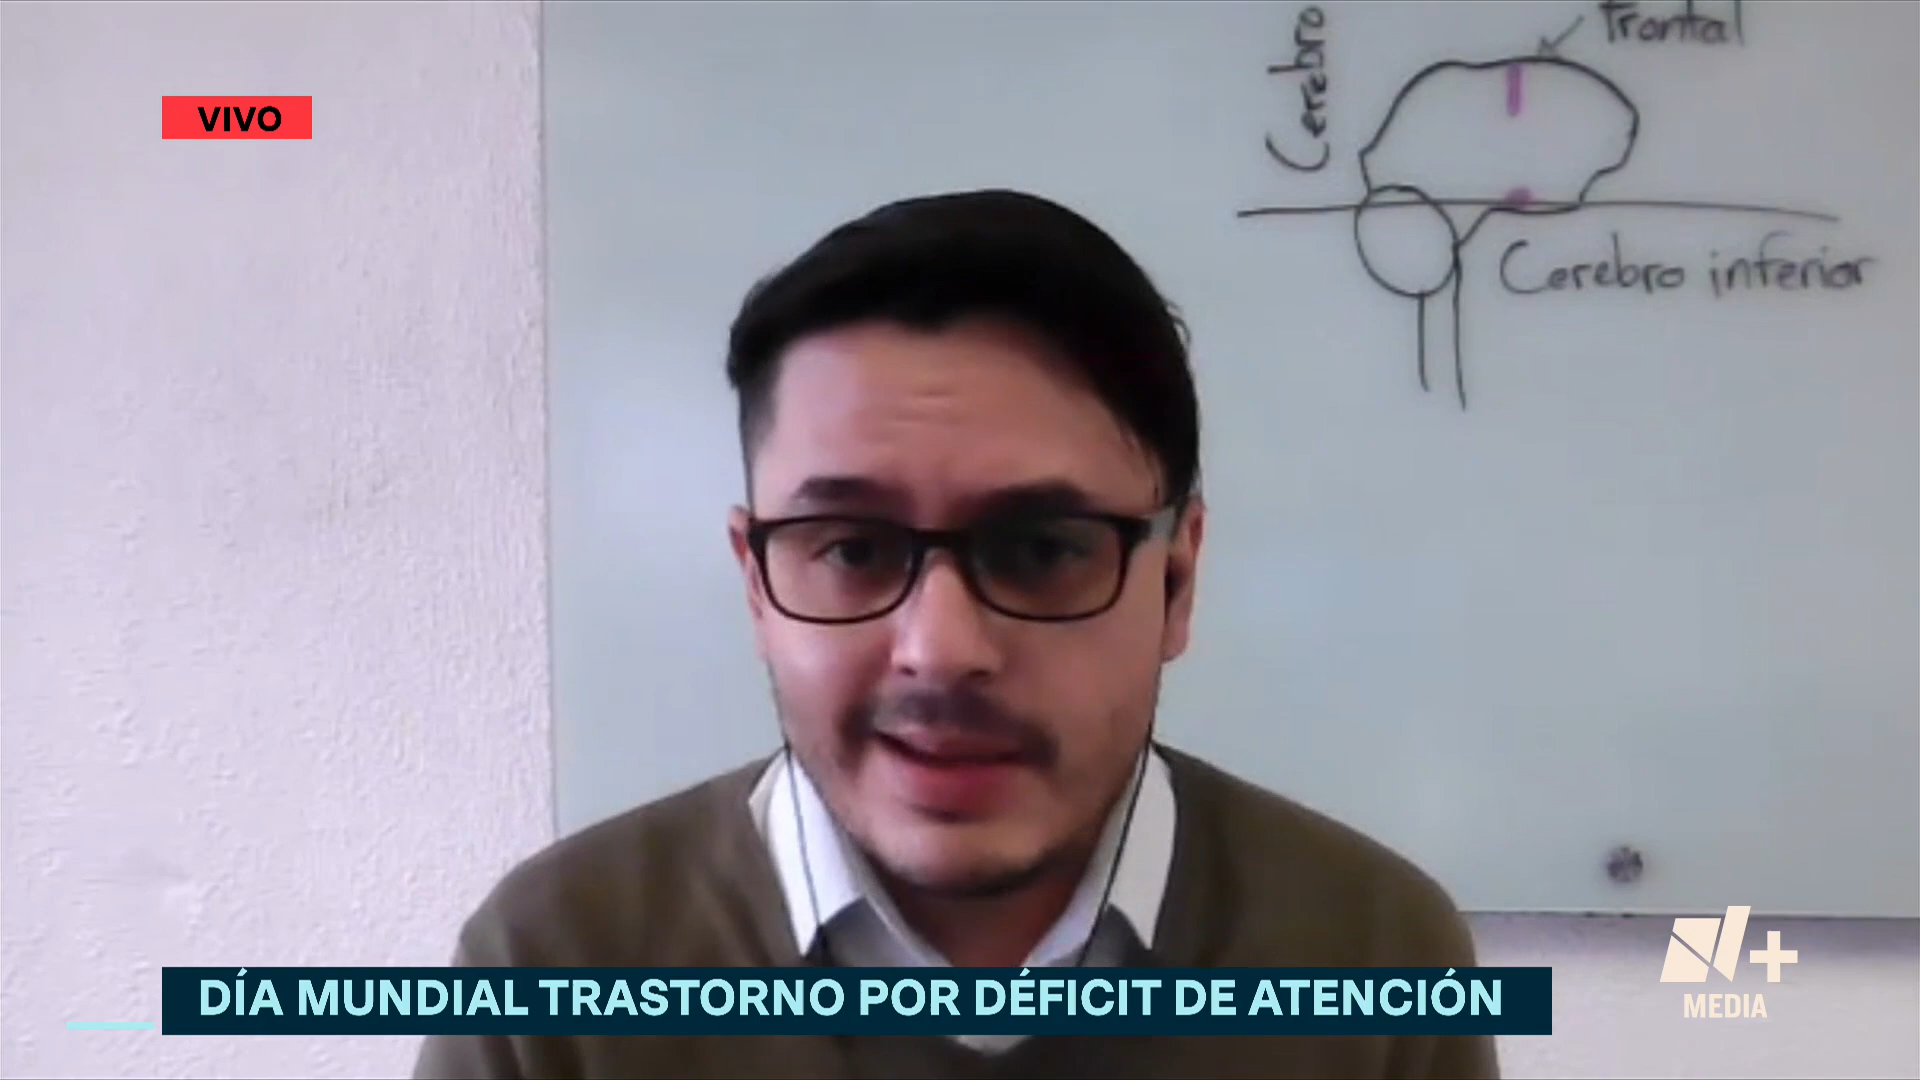 Frontal
Cerebro
VIVO
Cerebro inferior
DÍA MUNDIAL TRASTORNO POR DÉFICIT DE ATENCIÓN
N+
MEDIA